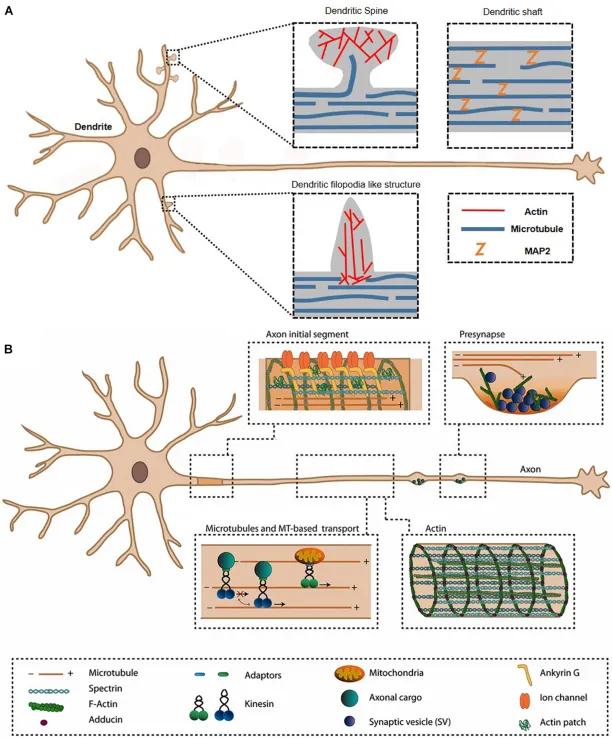 A
Dendritic Spine
Dendritic shaft
Dendrite
Z
Z
Z
Z
Z
Z
Dendritic filopodia like structure
Actin
Microtubule
Z MAP2
B
Axon initial segment
Presynapse
Axon
Microtubules and MT-based transport
Actin
Microtubule
Spectrin
F-Actin
Adducin
Adaptors
Kinesin
Mitochondria
Axonal cargo
Synaptic vesicle (SV)
Ankyrin G
Ion channel
Actin patch